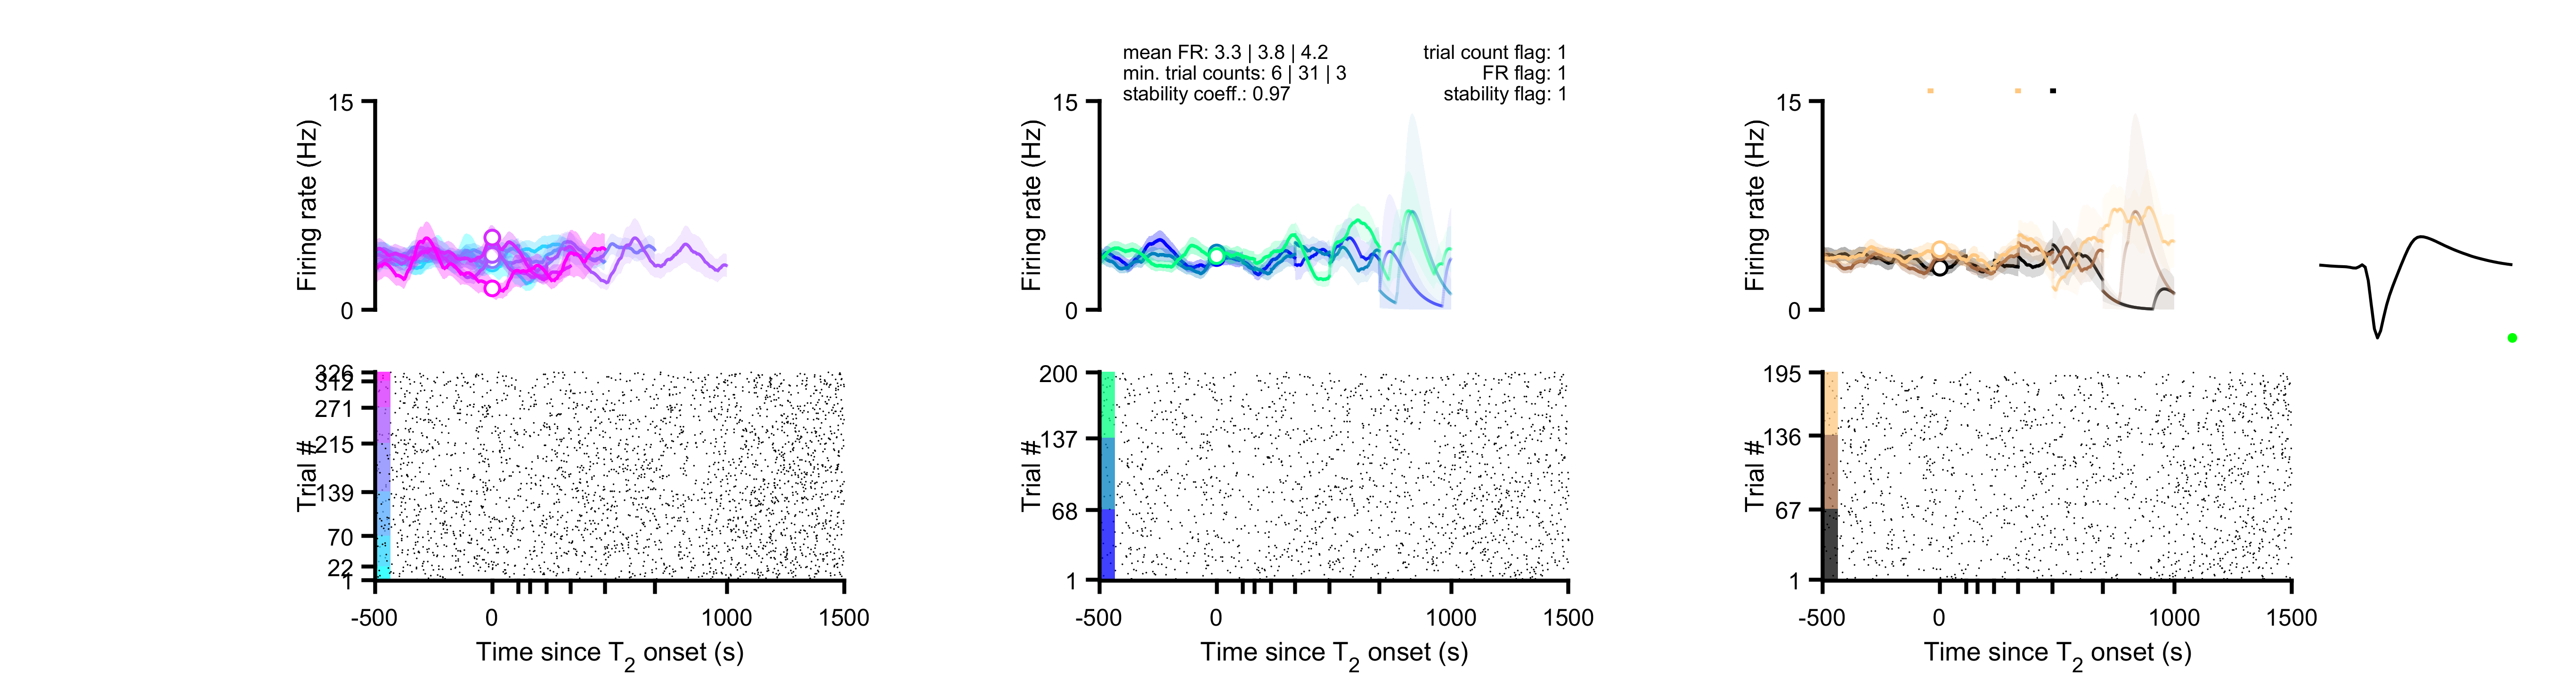 mean FR: 3.3 | 3.8 | 4.2
min. trial counts: 6 | 31 | 3
stability coeff.: 0.97
trial count flag: 1
FR flag: 1
stability flag: 1
Firing rate (Hz)
15
0
Firing rate (Hz)
15
0
Firing rate (Hz)
15
0
Trial #
326
342
271
215
139
70
22
1
Trial #
200
137
68
1
Trial #
195
136
67
1
-500 0 1000 1500
Time since T2 onset (s)
-500 0 1000 1500
Time since T2 onset (s)
-500 0 1000 1500
Time since T2 onset (s)